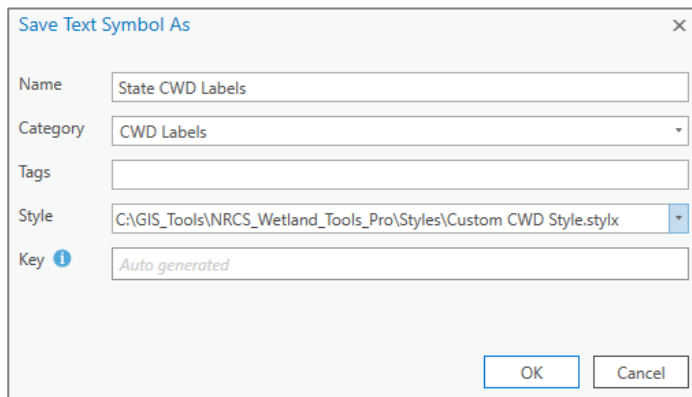 Save Text Symbol As
Name State CWD Labels
Category CWD Labels
Tags
Style C:\GIS_Tools\NRCS_Wetland_Tools_Pro\Styles\Custom CWD Style.stylx
Key Auto generated
OK Cancel